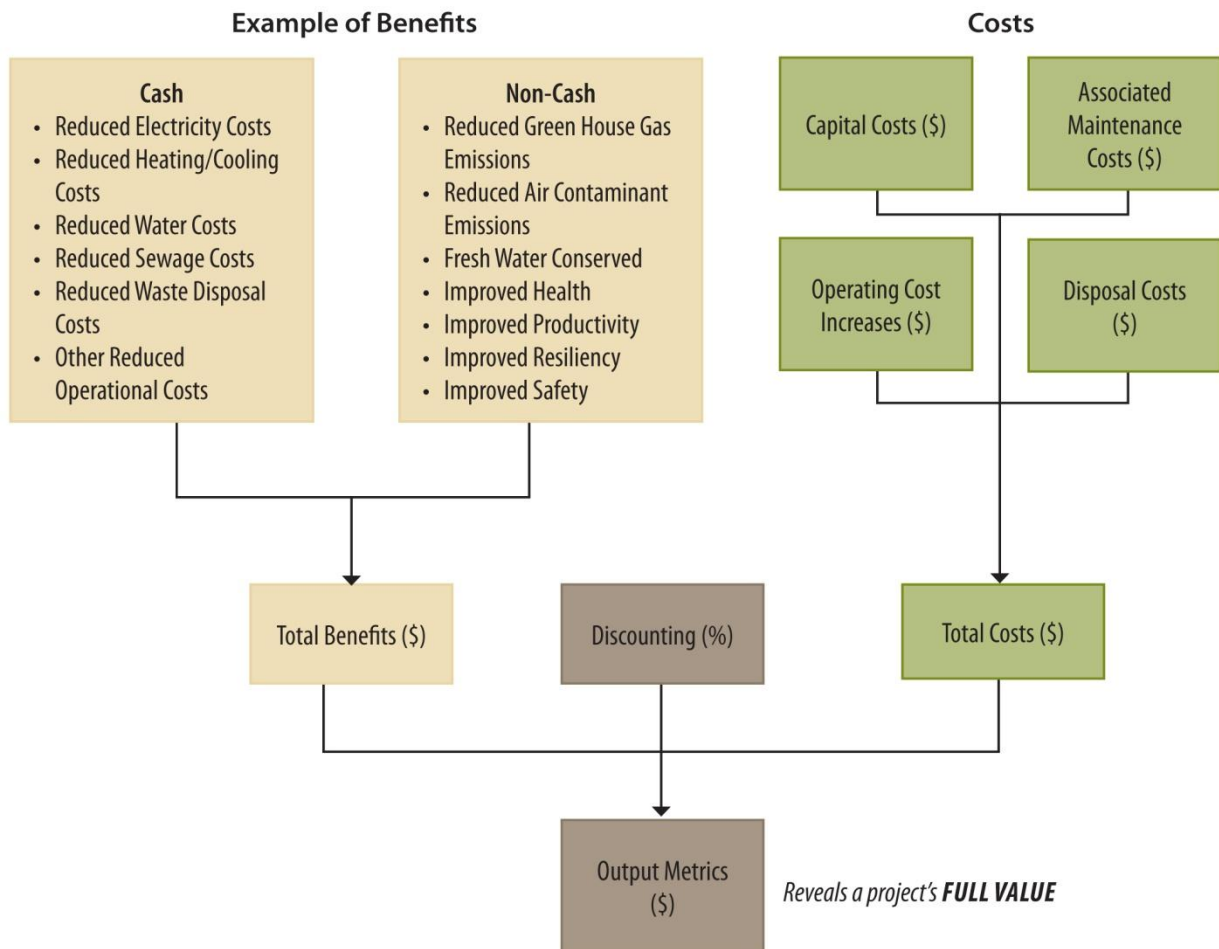 Example of Benefits
Cash
• Reduced Electricity Costs
• Reduced Heating/Cooling
Costs
• Reduced Water Costs
• Reduced Sewage Costs
• Reduced Waste Disposal
Costs
• Other Reduced
Operational Costs
Non-Cash
• Reduced Green House Gas
Emissions
• Reduced Air Contaminant
Emissions
• Fresh Water Conserved
• Improved Health
• Improved Productivity
• Improved Resiliency
• Improved Safety
Costs
Capital Costs ($)
Associated
Maintenance
Costs ($)
Operating Cost
Increases ($)
Disposal Costs
($)
Total Benefits ($)
Discounting (%)
Total Costs ($)
Output Metrics
($)
Reveals a project's FULL VALUE